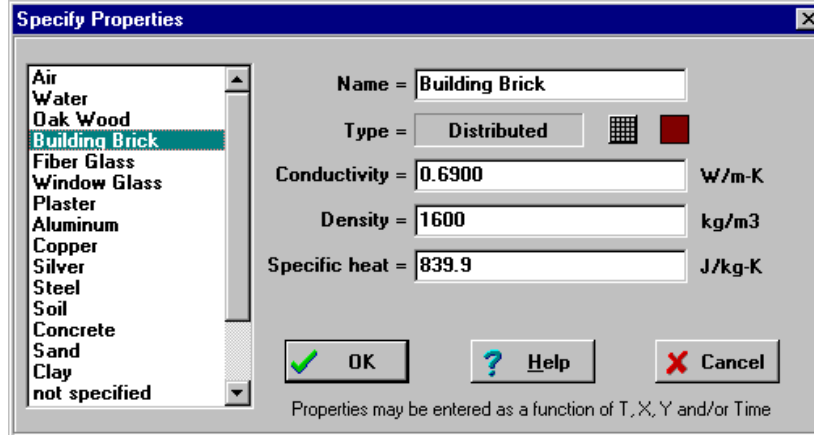 Specify Properties
Air
Water
Oak Wood
Building Brick
Fiber Glass
Window Glass
Plaster
Aluminum
Copper
Silver
Steel
Soil
Concrete
Sand
Clay
not specified
Name = Building Brick
Type = Distributed
Conductivity = 0.6900 W/m-K
Density = 1600 kg/m3
Specific heat = 839.9 J/kg-K
OK Help Cancel
Properties may be entered as a function of T, X, Y and/or Time